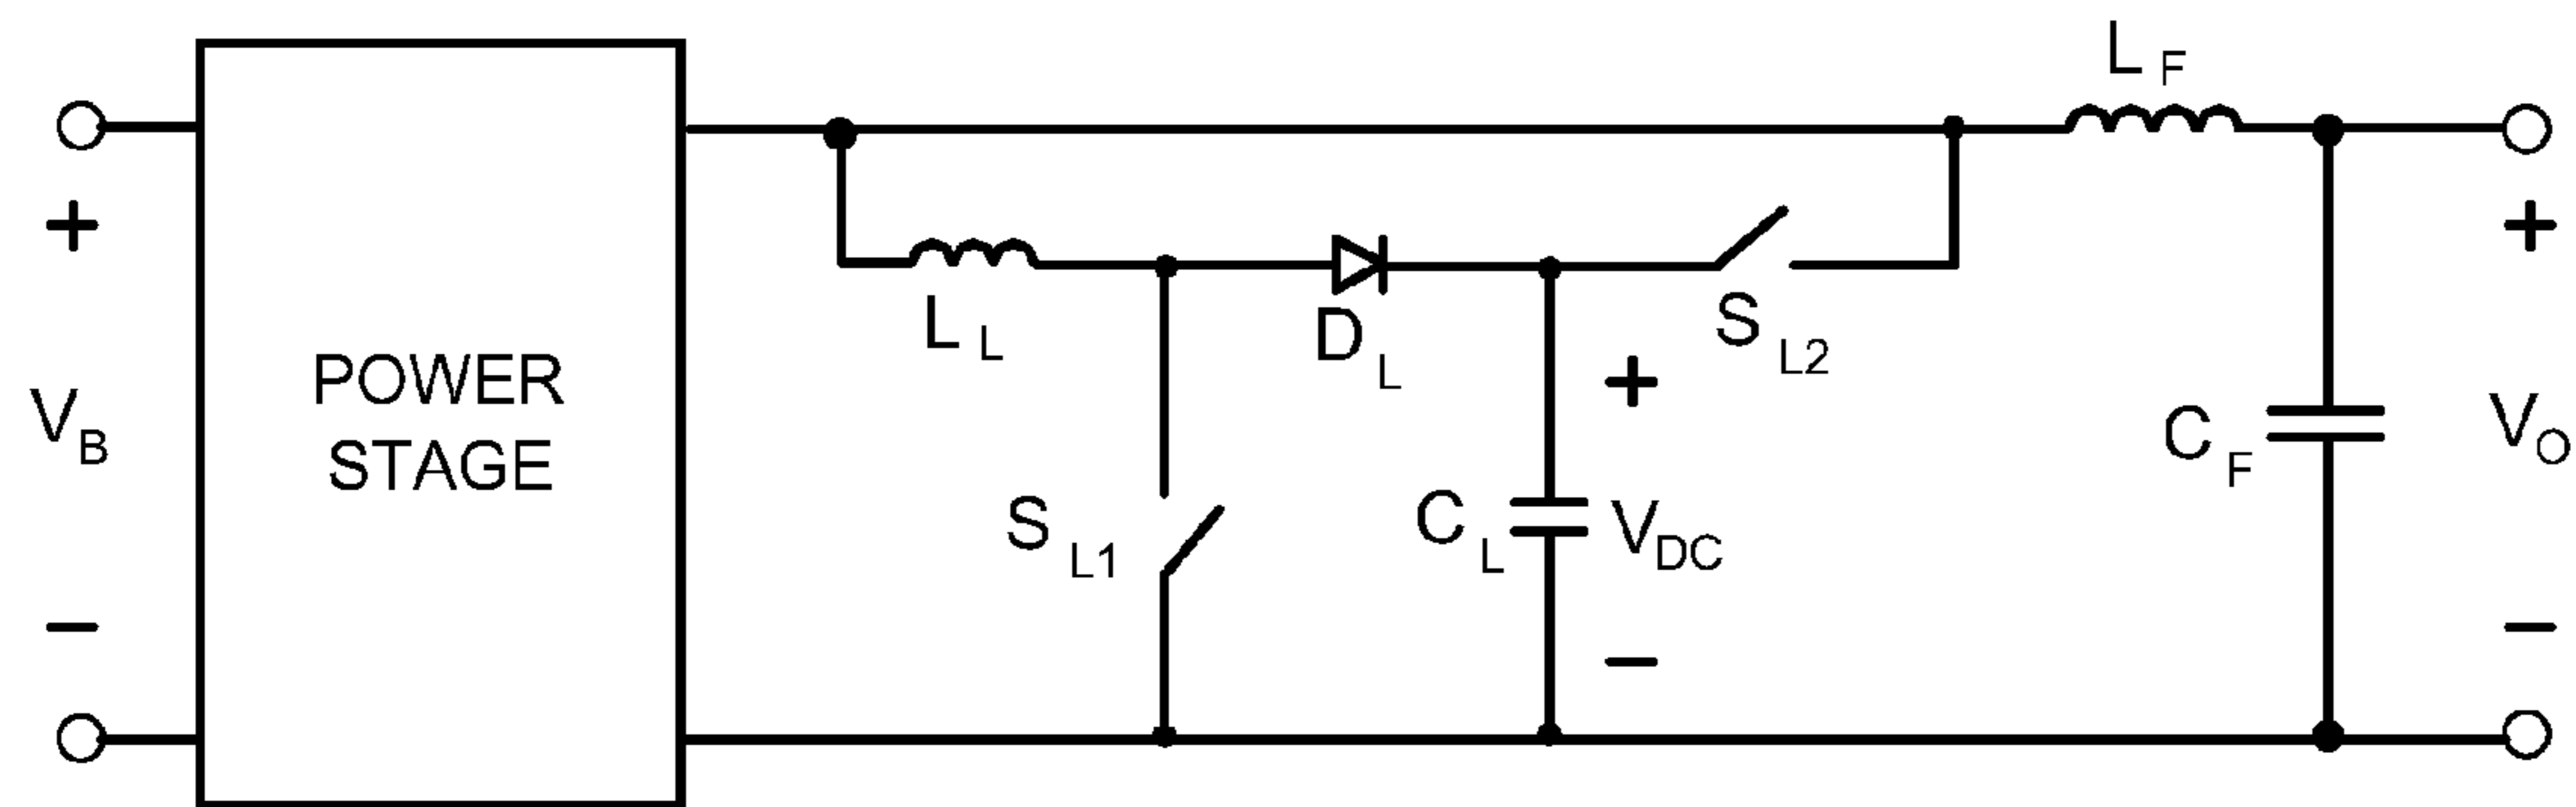 L F
+
+
V B
POWER
STAGE
L L
D L
S L2
+
S L1
C L
V DC
C F
V O
−
−
−